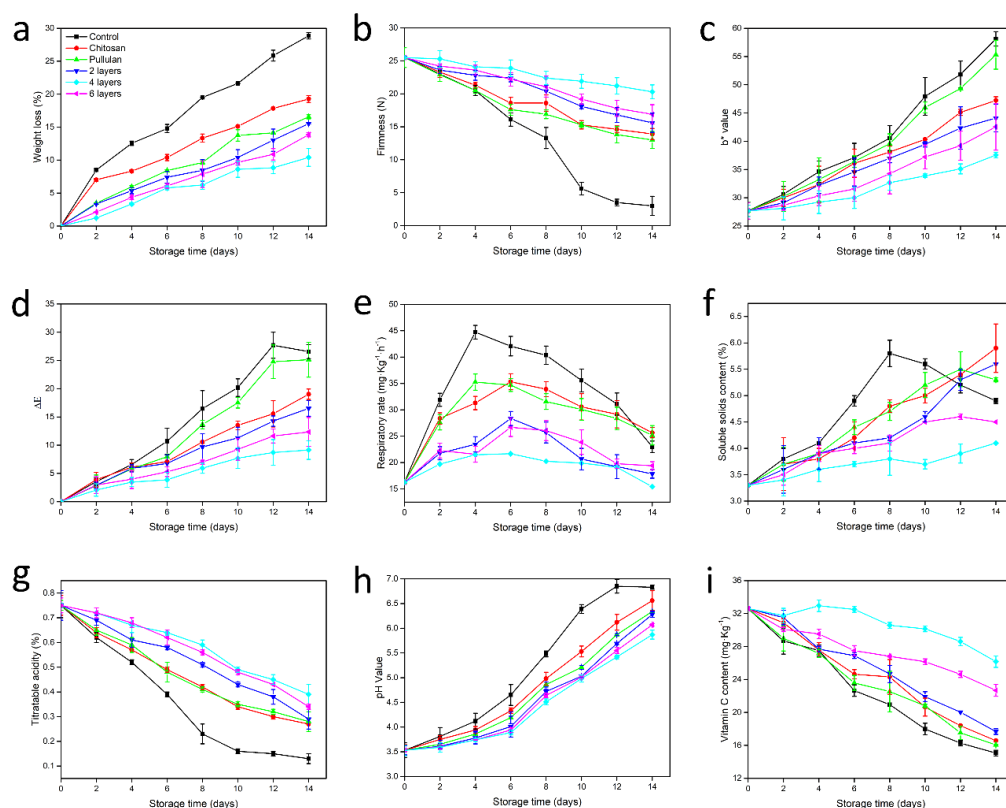 a
b
c
30
25
20
15
10
5
0
Weight loss (%)
Control
Chitosan
Pullulan
2 layers
4 layers
6 layers
0 2 4 6 8 10 12 14
Storage time (days)
30
25
20
15
10
5
0
Firmness (N)
0 2 4 6 8 10 12 14
Storage time (days)
60
55
50
45
40
35
30
25
b* value
0 2 4 6 8 10 12 14
Storage time (days)
d
e
f
35
30
25
20
15
10
5
0
ΔE
0 2 4 6 8 10 12 14
Storage time (days)
50
45
40
35
30
25
20
15
Respiratory rate (mg·Kg⁻¹·h⁻¹)
0 2 4 6 8 10 12 14
Storage time (days)
6.5
6.0
5.5
5.0
4.5
4.0
3.5
3.0
Soluble solids content (%)
0 2 4 6 8 10 12 14
Storage time (days)
g
h
i
0.8
0.7
0.6
0.5
0.4
0.3
0.2
0.1
Titratable acidity (%)
0 2 4 6 8 10 12 14
Storage time (days)
7.0
6.5
6.0
5.5
5.0
4.5
4.0
3.5
3.0
pH Value
0 2 4 6 8 10 12 14
Storage time (days)
36
32
28
24
20
16
12
Vitamin C content (mg·Kg⁻¹)
0 2 4 6 8 10 12 14
Storage time (days)